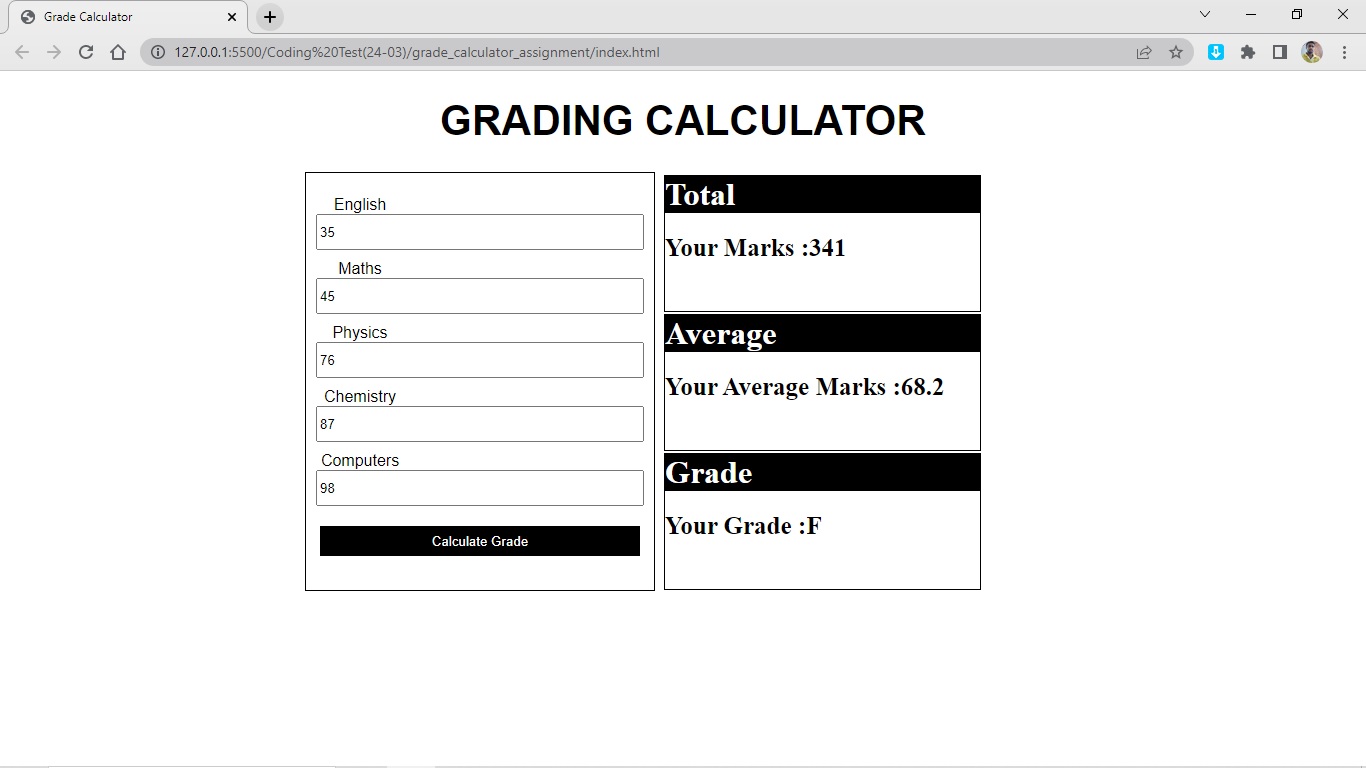 Grade Calculator
127.0.0.1:5500/Coding%20Test(24-03)/grade_calculator_assignment/index.html
GRADING CALCULATOR
English
35
Maths
45
Physics
76
Chemistry
87
Computers
98
Calculate Grade
Total
Your Marks :341
Average
Your Average Marks :68.2
Grade
Your Grade :F